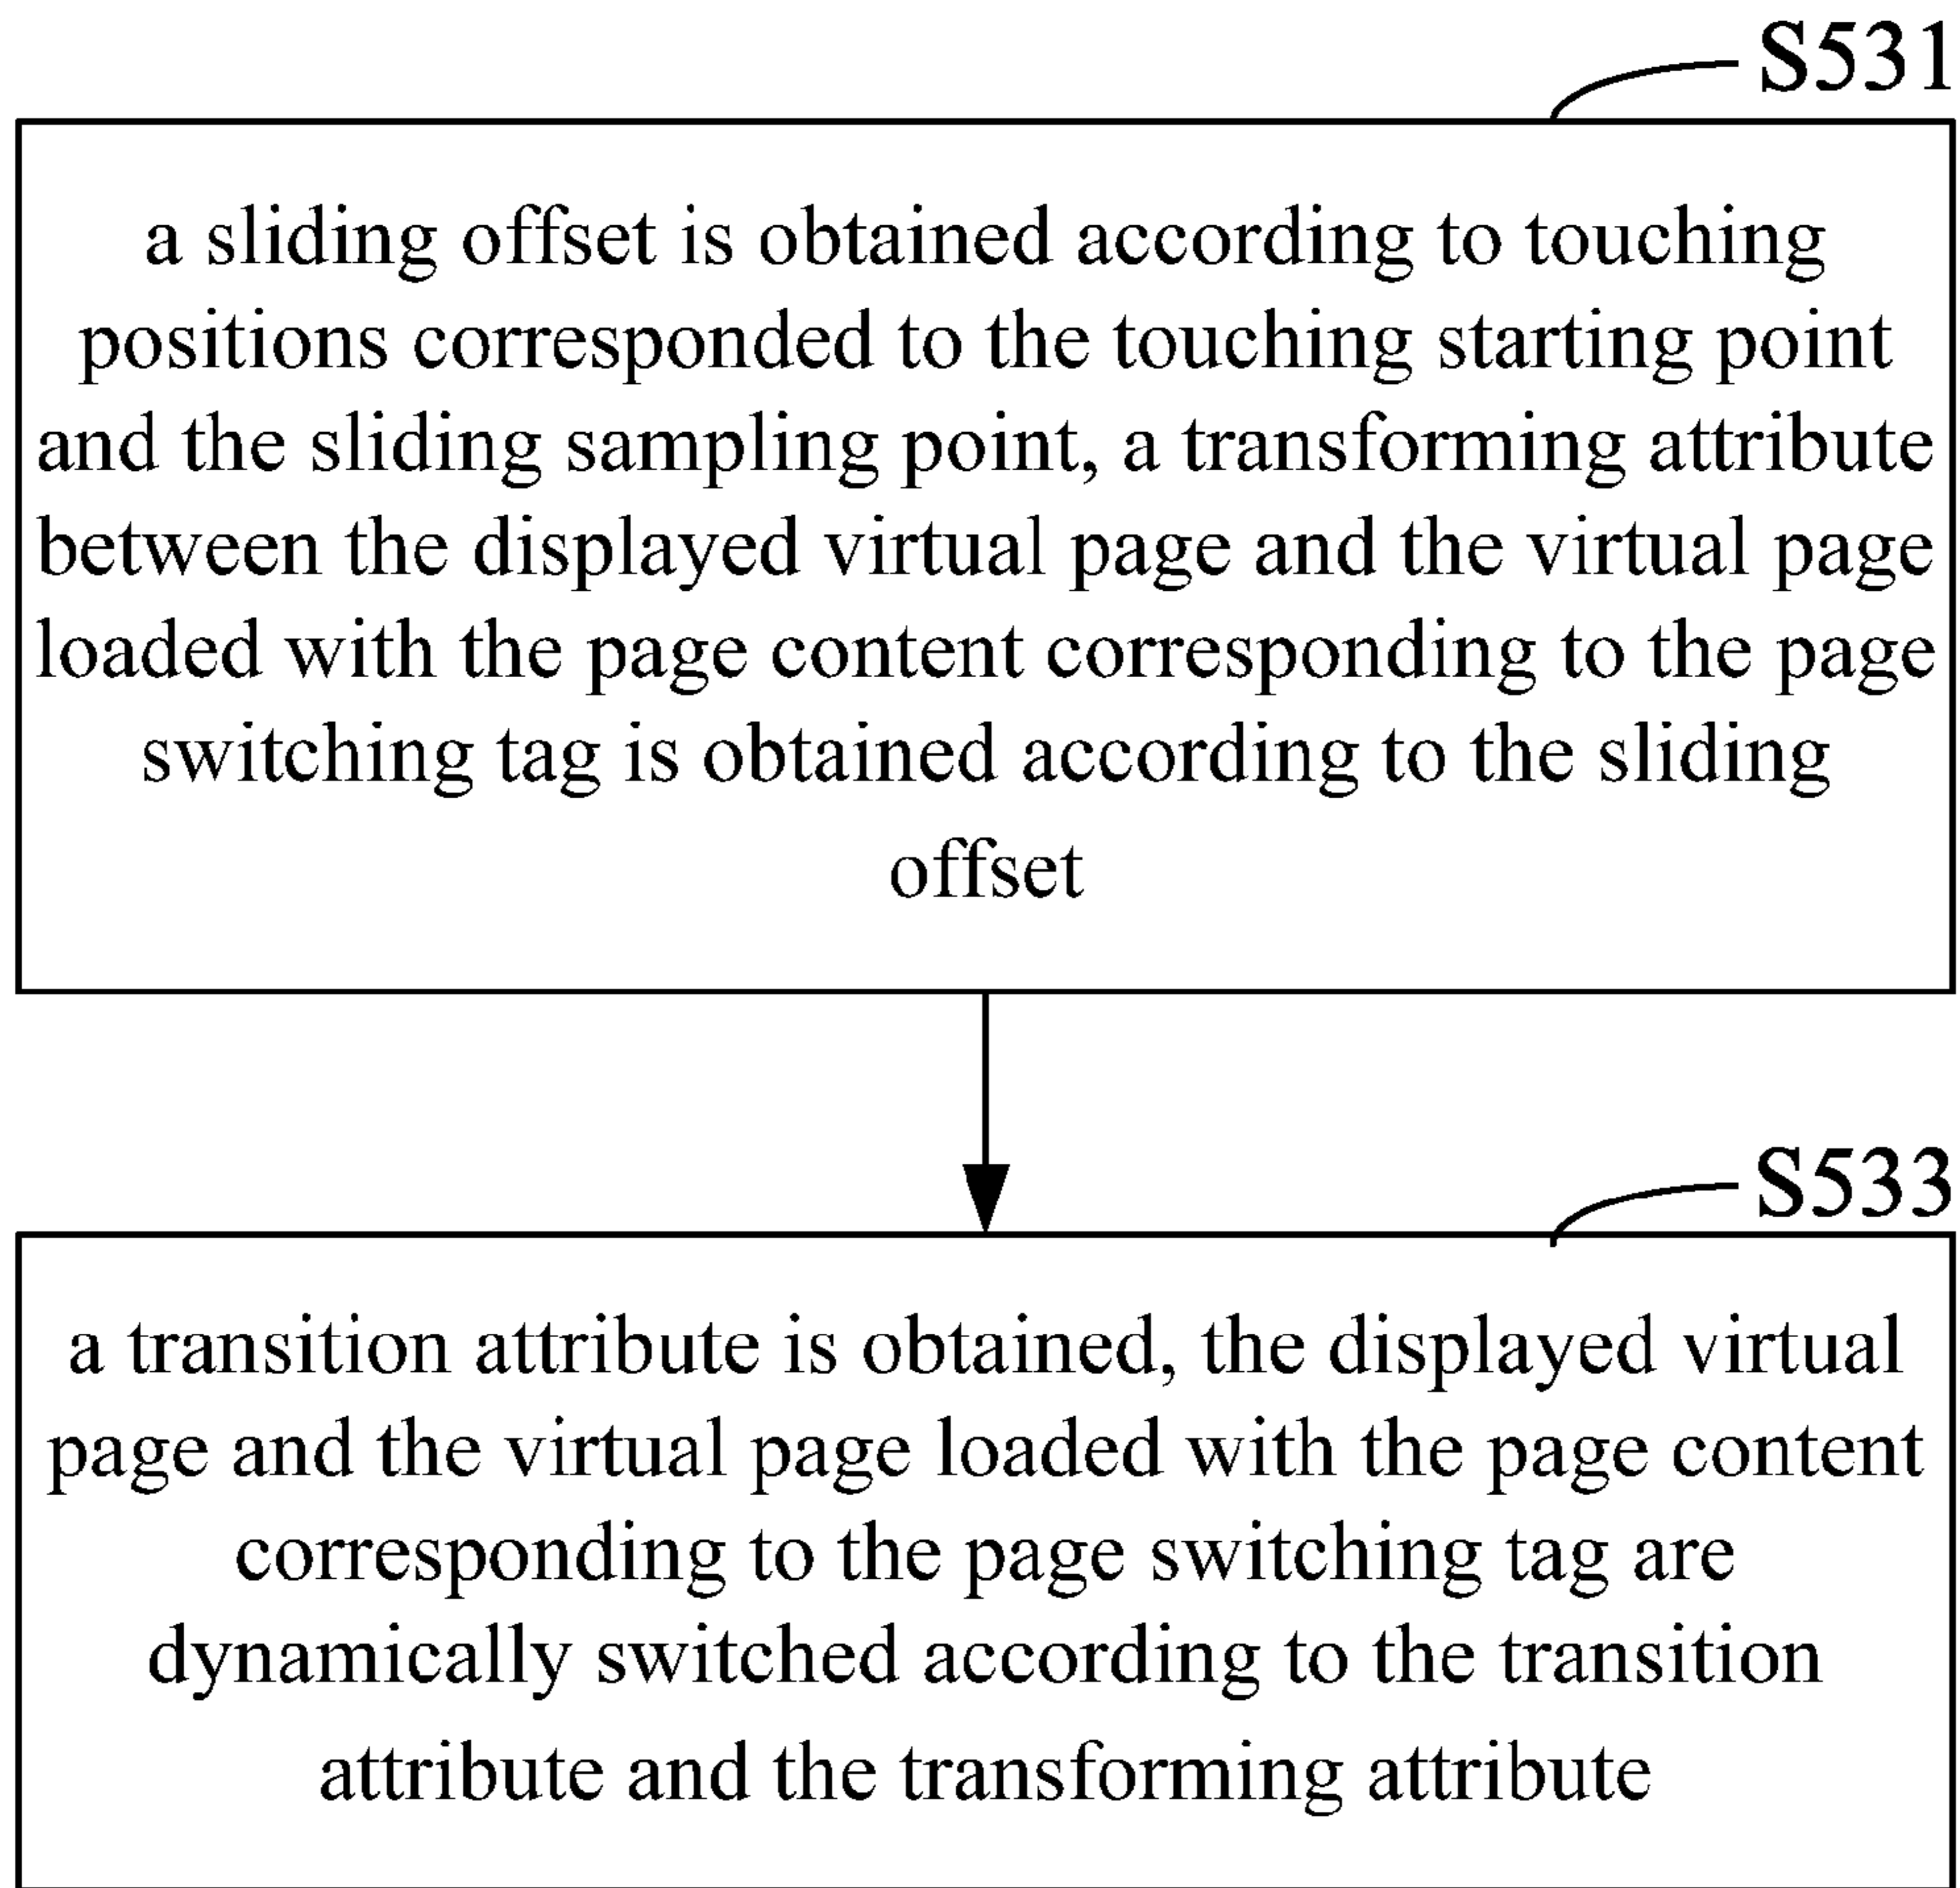 S531
a sliding offset is obtained according to touching
positions corresponded to the touching starting point
and the sliding sampling point, a transforming attribute
between the displayed virtual page and the virtual page
loaded with the page content corresponding to the page
switching tag is obtained according to the sliding
offset
S533
a transition attribute is obtained, the displayed virtual
page and the virtual page loaded with the page content
corresponding to the page switching tag are
dynamically switched according to the transition
attribute and the transforming attribute